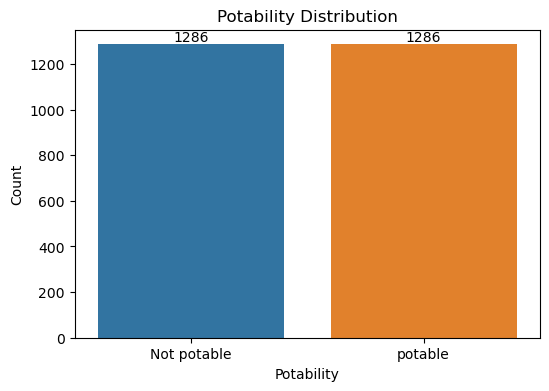 Potability Distribution
1286 1286
1200
1000
800
600
400
200
0
Count
Not potable potable
Potability